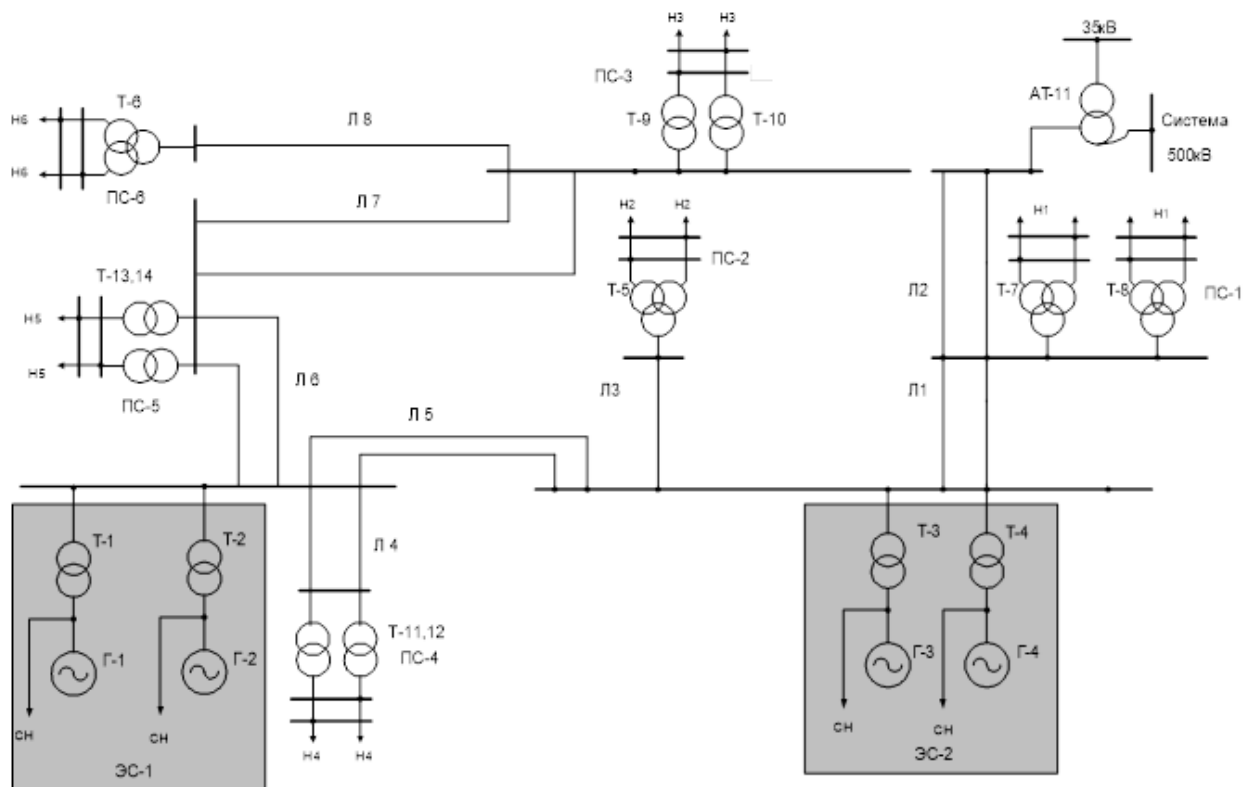 Н3
Н3
35кВ
ПС-3
АТ-11
Т-6
Т-9
Т-10
Система
500кВ
Н6
Н6
Л 8
ПС-6
Л 7
Н2
Н2
Н1
Н1
ПС-2
Т-13,14
Т-5
Л2
Т-7
Т-8
ПС-1
Н5
Н5
Л 6
Л3
Л1
ПС-5
Л 5
Т-1
Т-2
Т-3
Т-4
Л 4
Т-11,12
ПС-4
Г-1
Г-2
Г-3
Г-4
СН
СН
СН
СН
Н4
Н4
ЭС-1
ЭС-2